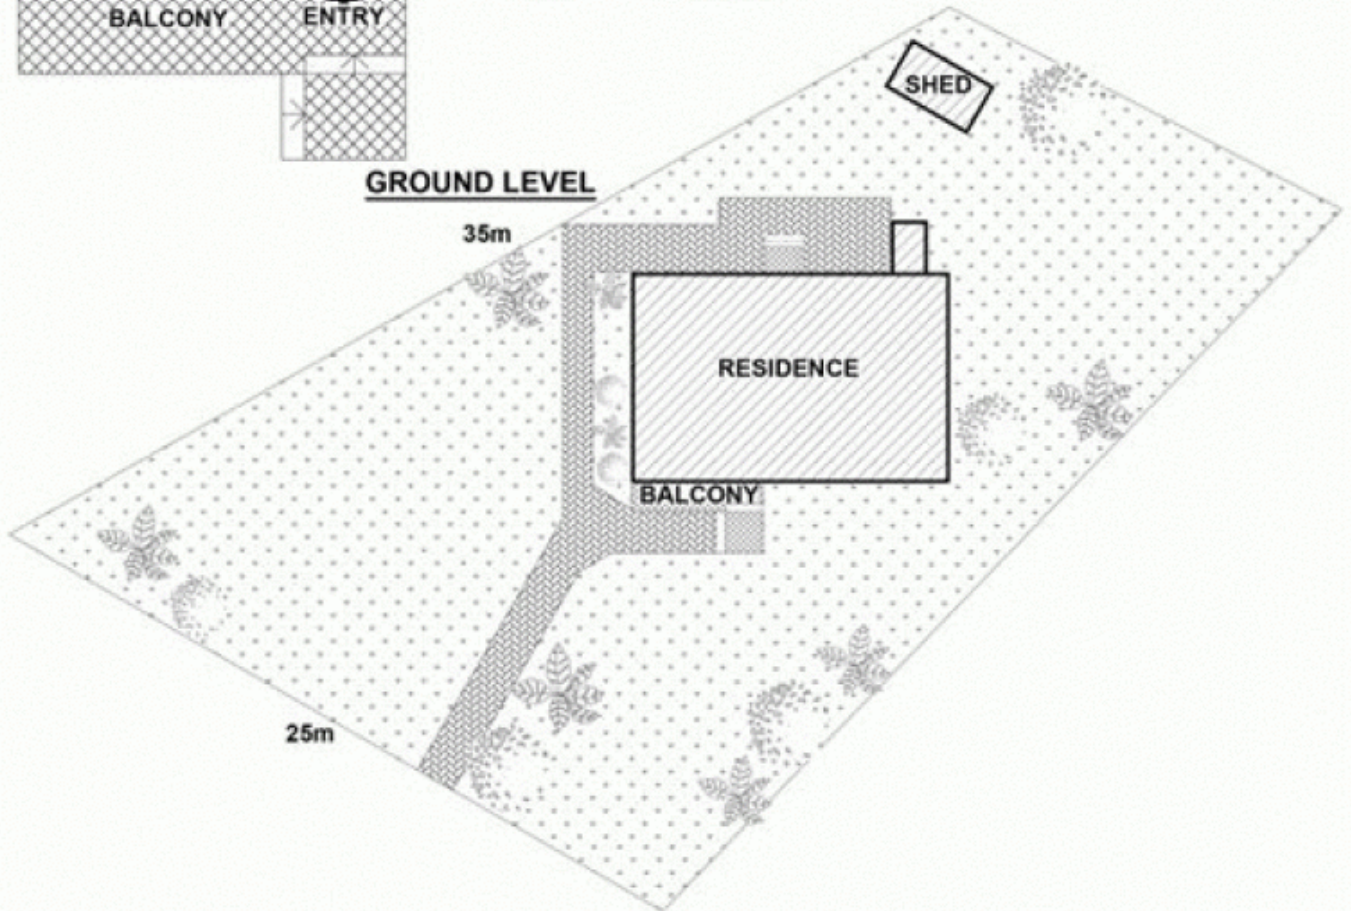 BALCONY ENTRY
SHED
GROUND LEVEL
35m
RESIDENCE
BALCONY
25m